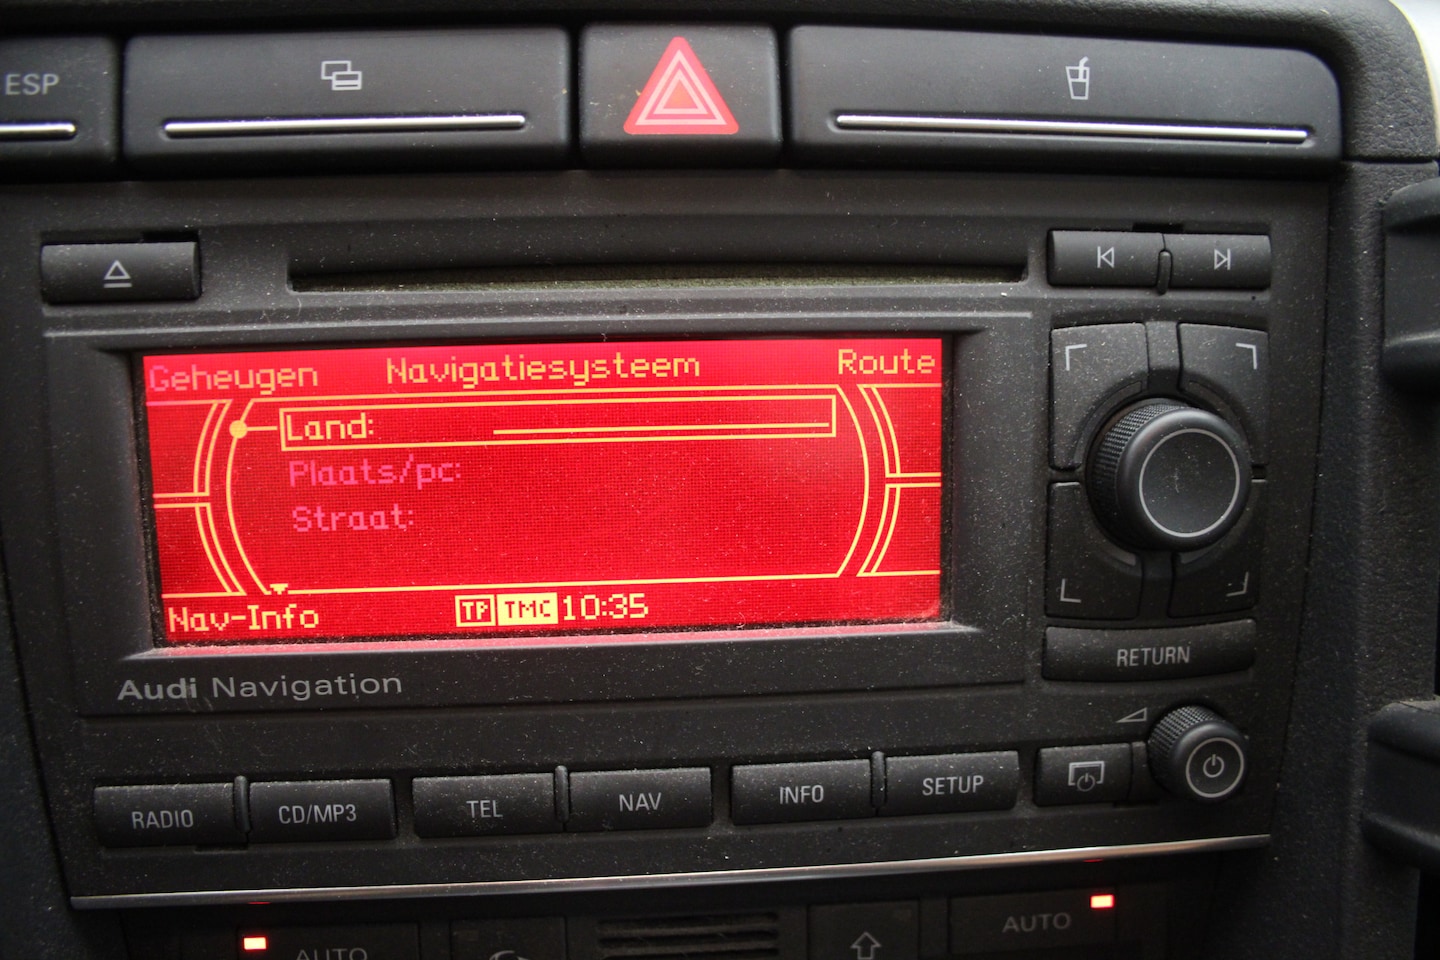 ESP
Geheugen Navigatiesysteem Route
Land:
Plaats/pc:
Straat:
Nav-Info TP TMC 10:35
Audi Navigation
RETURN
RADIO CD/MP3 TEL NAV INFO SETUP
AUTO AUTO